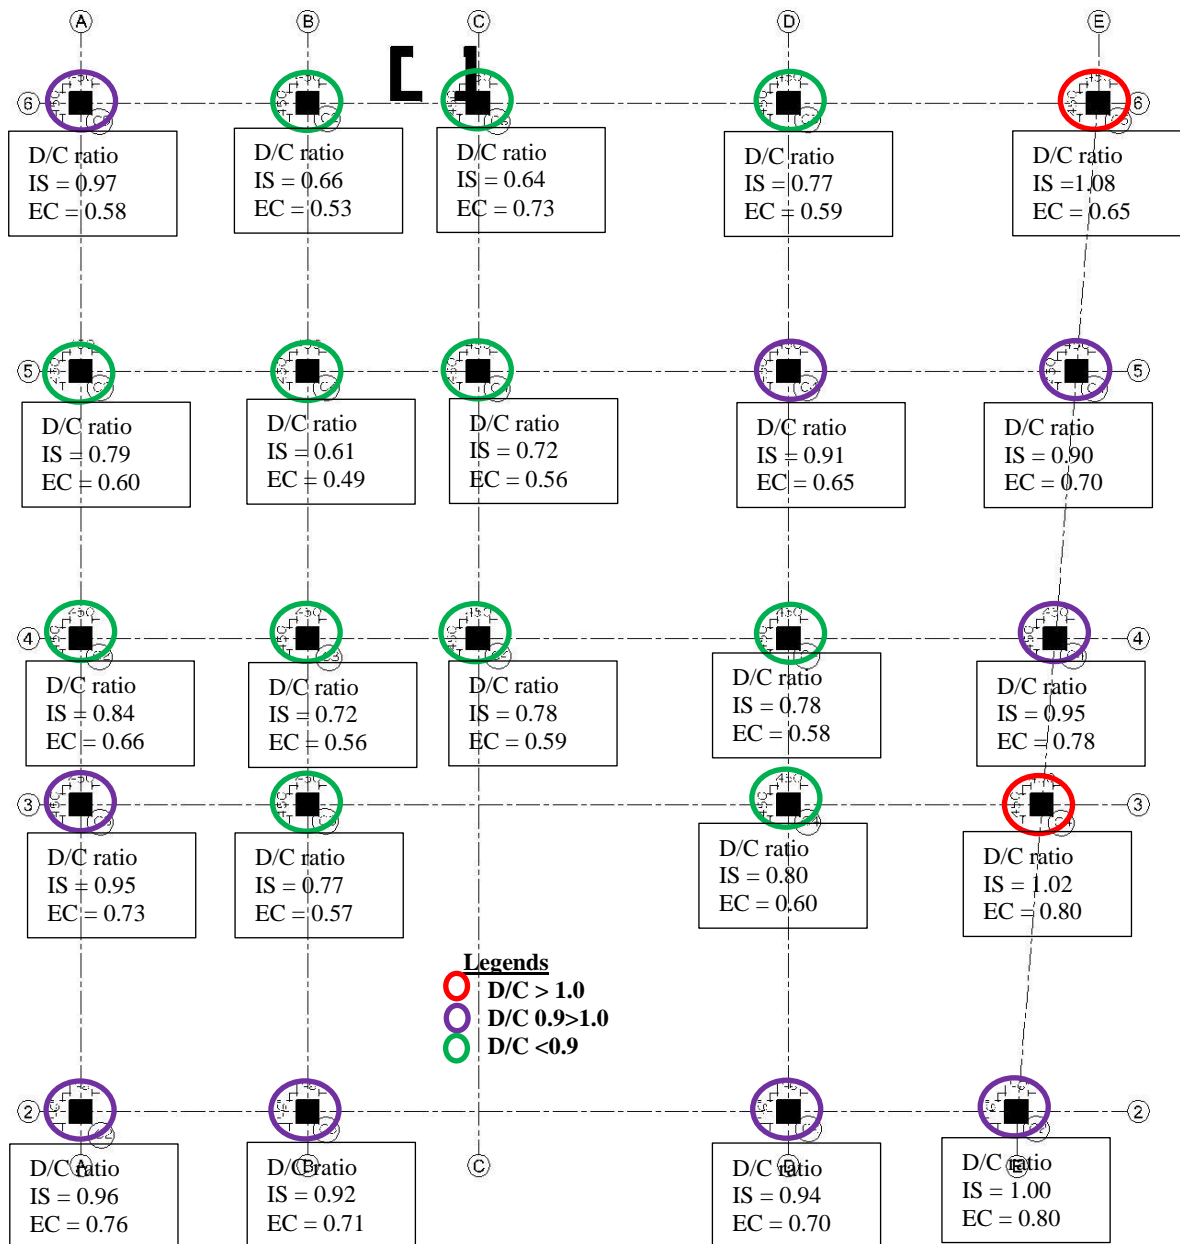 A B C D E
6 6
D/C ratio
IS = 0.97
EC = 0.58
D/C ratio
IS = 0.66
EC = 0.53
D/C ratio
IS = 0.64
EC = 0.73
D/C ratio
IS = 0.77
EC = 0.59
D/C ratio
IS =1.08
EC = 0.65
5 5
D/C ratio
IS = 0.79
EC = 0.60
D/C ratio
IS = 0.61
EC = 0.49
D/C ratio
IS = 0.72
EC = 0.56
D/C ratio
IS = 0.91
EC = 0.65
D/C ratio
IS = 0.90
EC = 0.70
4 4
D/C ratio
IS = 0.84
EC = 0.66
D/C ratio
IS = 0.72
EC = 0.56
D/C ratio
IS = 0.78
EC = 0.59
D/C ratio
IS = 0.78
EC = 0.58
D/C ratio
IS = 0.95
EC = 0.78
3 3
D/C ratio
IS = 0.95
EC = 0.73
D/C ratio
IS = 0.77
EC = 0.57
D/C ratio
IS = 0.80
EC = 0.60
D/C ratio
IS = 1.02
EC = 0.80
Legends
D/C > 1.0
D/C 0.9>1.0
D/C <0.9
2 2
A B C D E
D/C ratio
IS = 0.96
EC = 0.76
D/C ratio
IS = 0.92
EC = 0.71
D/C ratio
IS = 0.94
EC = 0.70
D/C ratio
IS = 1.00
EC = 0.80